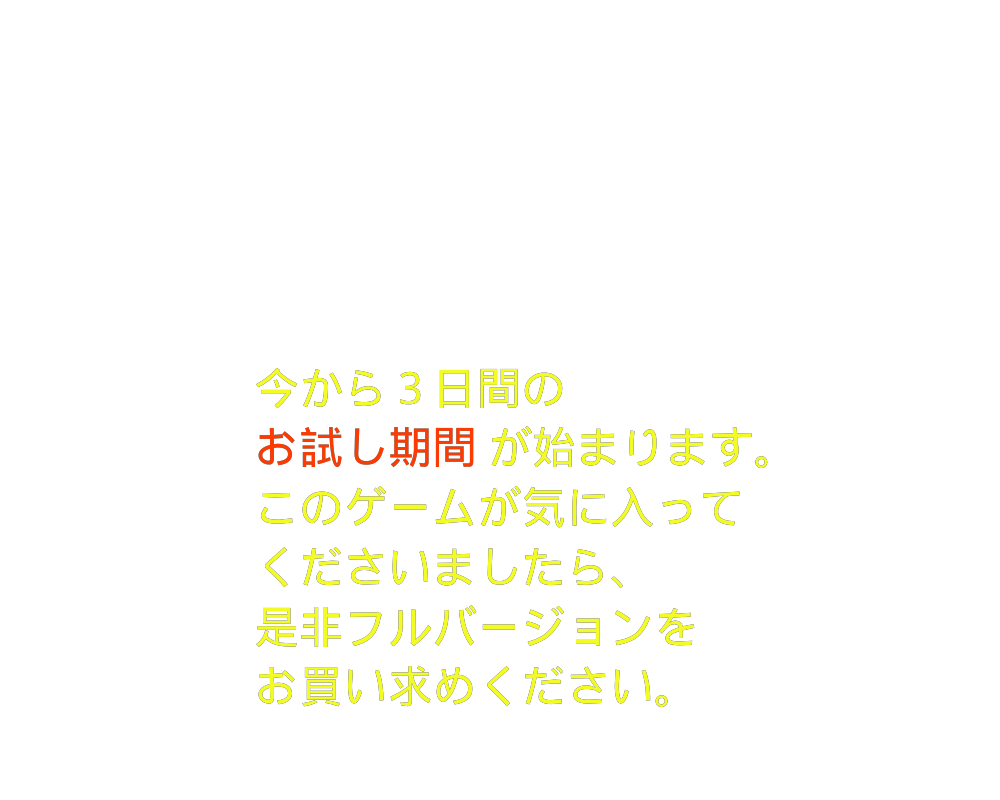 今から３日間の
お試し期間 が始まります。
このゲームが気に入って
くださいましたら、
是非フルバージョンを
お買い求めください。